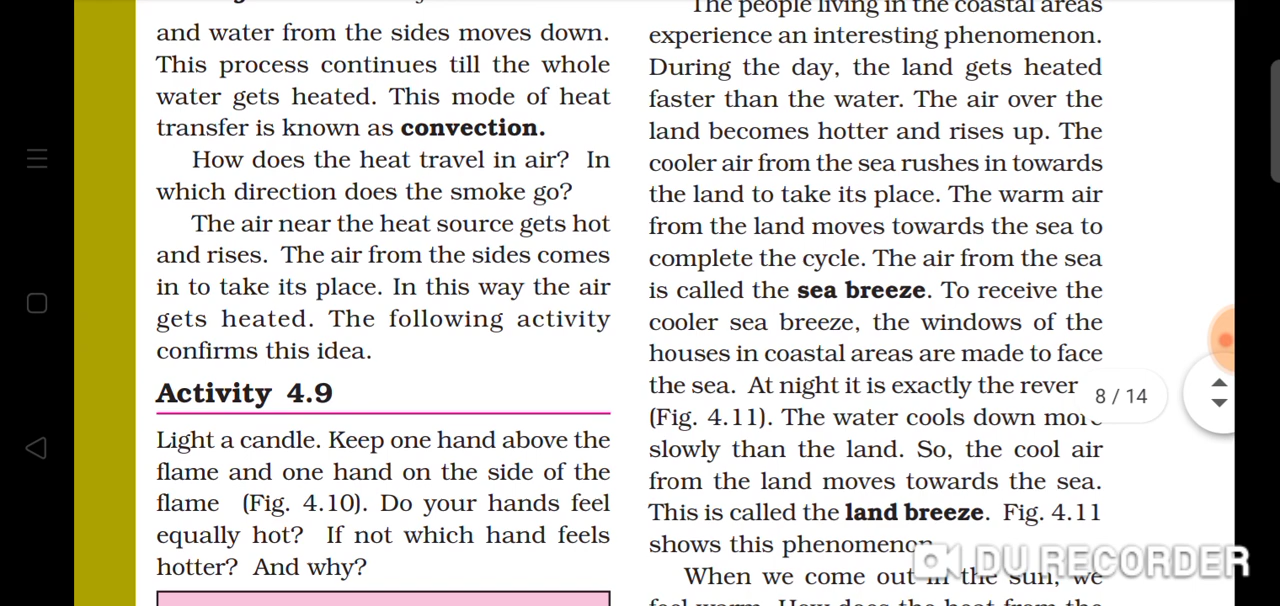 and water from the sides moves down.
This process continues till the whole
water gets heated. This mode of heat
transfer is known as convection.
How does the heat travel in air? In
which direction does the smoke go?
The air near the heat source gets hot
and rises. The air from the sides comes
in to take its place. In this way the air
gets heated. The following activity
confirms this idea.
Activity 4.9
Light a candle. Keep one hand above the
flame and one hand on the side of the
flame (Fig. 4.10). Do your hands feel
equally hot? If not which hand feels
hotter? And why?
The people living in the coastal areas
experience an interesting phenomenon.
During the day, the land gets heated
faster than the water. The air over the
land becomes hotter and rises up. The
cooler air from the sea rushes in towards
the land to take its place. The warm air
from the land moves towards the sea to
complete the cycle. The air from the sea
is called the sea breeze. To receive the
cooler sea breeze, the windows of the
houses in coastal areas are made to face
the sea. At night it is exactly the rever
(Fig. 4.11). The water cools down more
slowly than the land. So, the cool air
from the land moves towards the sea.
This is called the land breeze. Fig. 4.11
shows this phenomenon.
When we come out in the sun, we
feel warm. How does the heat from the
8 / 14
DU RECORDER